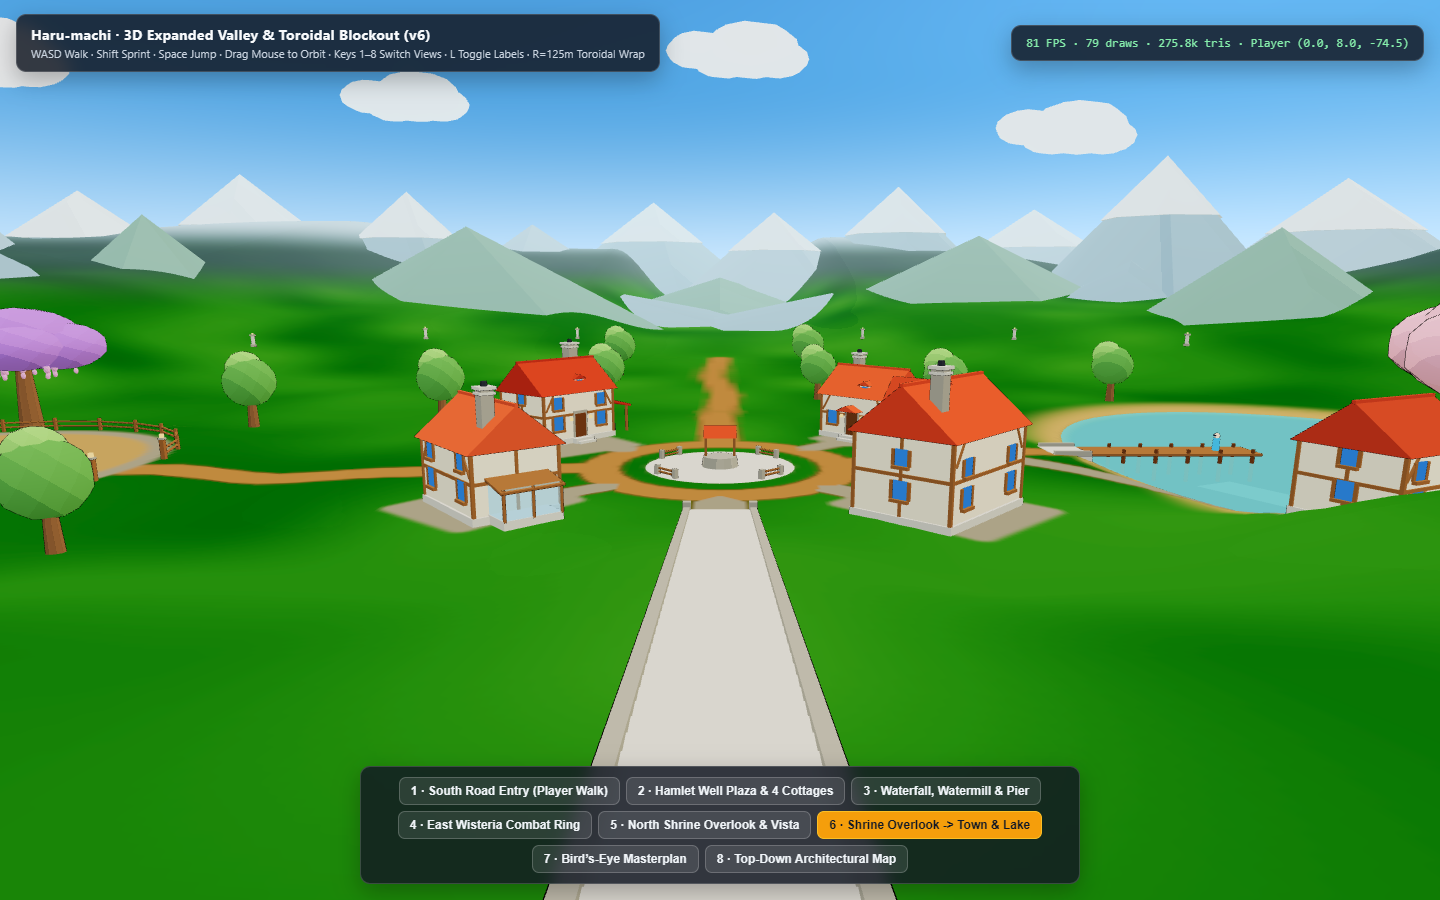 Haru-machi · 3D Expanded Valley & Toroidal Blockout (v6)
WASD Walk · Shift Sprint · Space Jump · Drag Mouse to Orbit · Keys 1–8 Switch Views · L Toggle Labels · R=125m Toroidal Wrap
81 FPS · 79 draws · 275.8k tris · Player (0.0, 8.0, -74.5)
1 · South Road Entry (Player Walk)
2 · Hamlet Well Plaza & 4 Cottages
3 · Waterfall, Watermill & Pier
4 · East Wisteria Combat Ring
5 · North Shrine Overlook & Vista
6 · Shrine Overlook -> Town & Lake
7 · Bird's-Eye Masterplan
8 · Top-Down Architectural Map